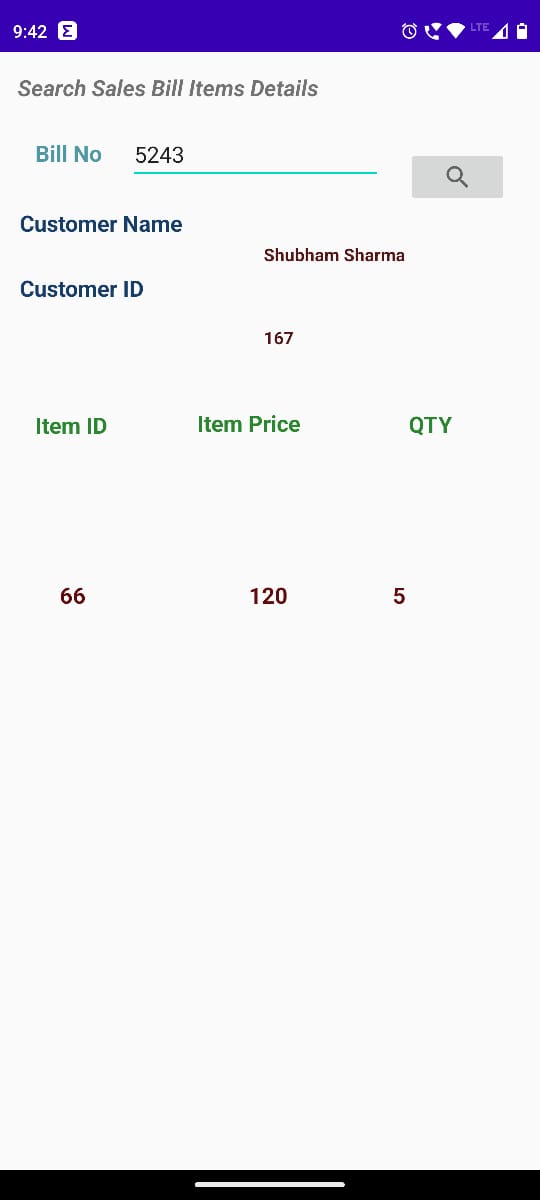 9:42 Σ LTE
Search Sales Bill Items Details
Bill No 5243
Customer Name
Shubham Sharma
Customer ID
167
Item ID Item Price QTY
66 120 5